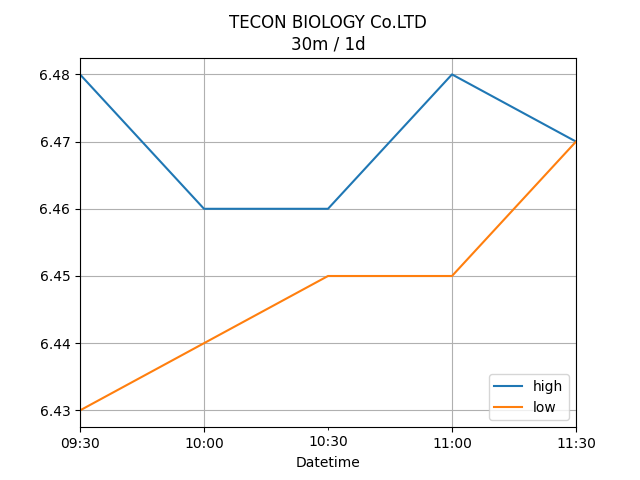 TECON BIOLOGY Co.LTD
30m / 1d
6.48
6.47
6.46
6.45
6.44
6.43
high
low
09:30 10:00 10:30 11:00 11:30
Datetime